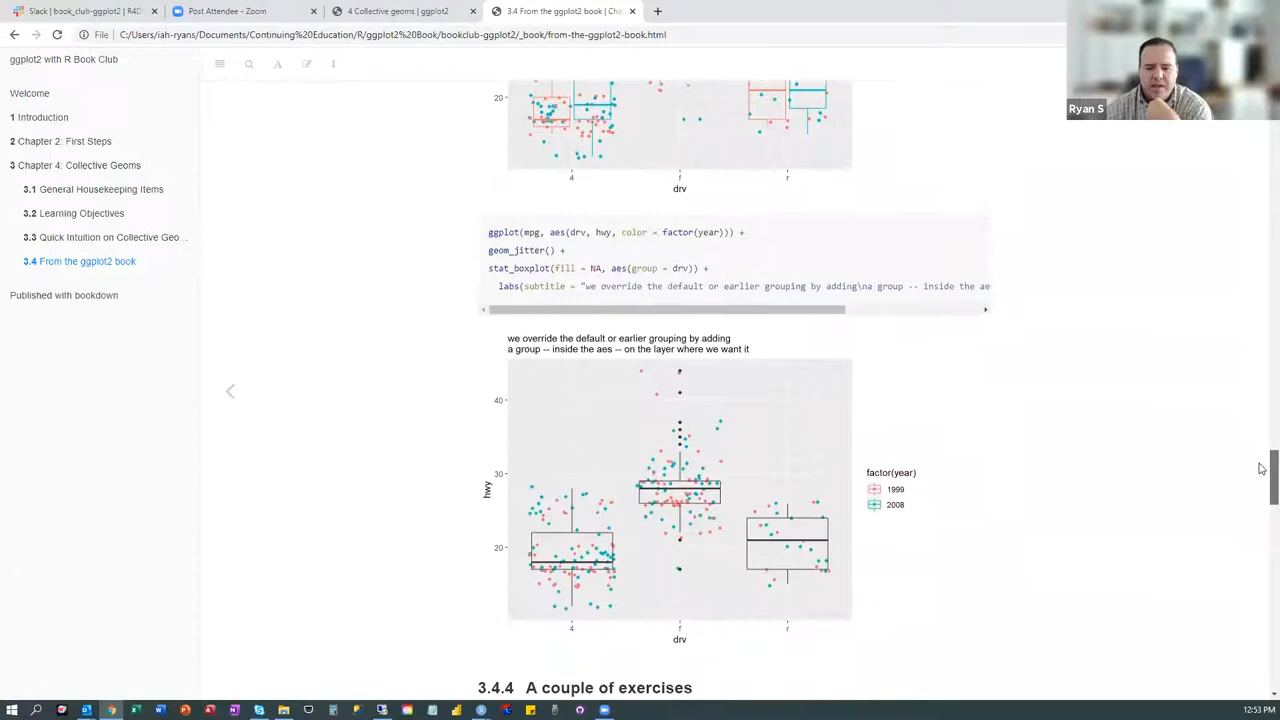 Slack | book_club-ggplot2 | R4D
Post Attendee - Zoom
4 Collective geoms | ggplot2
3.4 From the ggplot2 book | Cha
File
C:/Users/iah-ryans/Documents/Continuing%20Education/R/ggplot2%20Book/bookclub-ggplot2/_book/from-the-ggplot2-book.html
Ryan S
ggplot2 with R Book Club
Welcome
1 Introduction
2 Chapter 2: First Steps
3 Chapter 4: Collective Geoms
3.1 General Housekeeping Items
3.2 Learning Objectives
3.3 Quick Intuition on Collective Geo...
3.4 From the ggplot2 book
Published with bookdown
20
4 f r
drv
ggplot(mpg, aes(drv, hwy, color = factor(year))) +
geom_jitter() +
stat_boxplot(fill = NA, aes(group = drv)) +
labs(subtitle = "we override the default or earlier grouping by adding\na group -- inside the ae
we override the default or earlier grouping by adding
a group -- inside the aes -- on the layer where we want it
40
30
20
hwy
4 f r
drv
factor(year)
1999
2008
3.4.4 A couple of exercises
12:53 PM